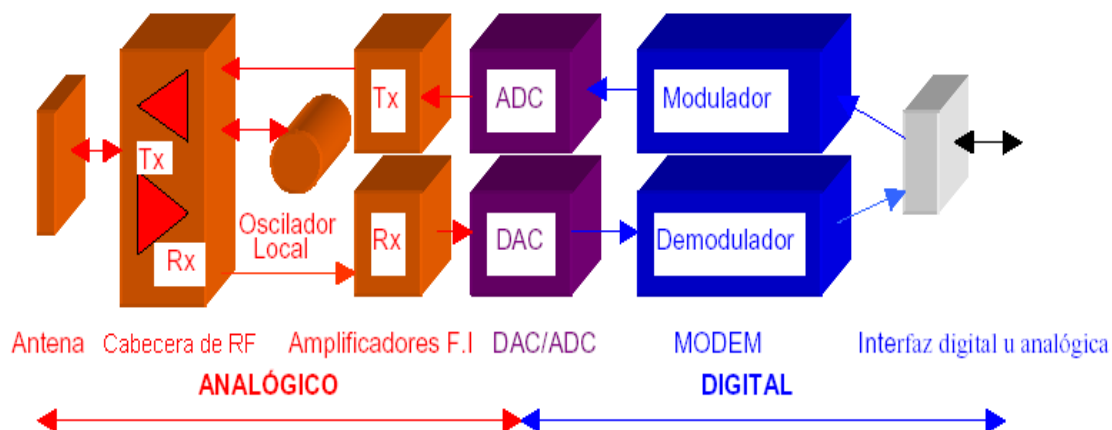 Tx
ADC
Modulador
Tx
Rx
Oscilador
Local
Rx
DAC
Demodulador
Antena Cabecera de RF Amplificadores F.I DAC/ADC MODEM Interfaz digital u analógica
ANALÓGICO DIGITAL